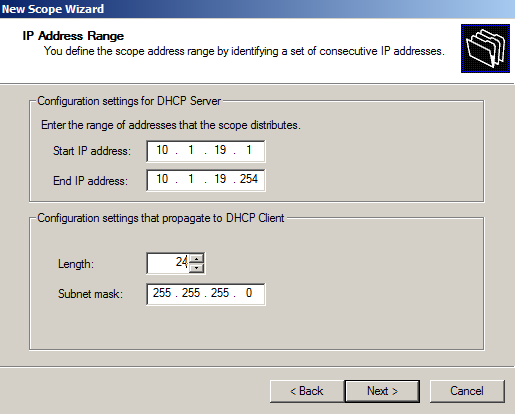 New Scope Wizard
IP Address Range
You define the scope address range by identifying a set of consecutive IP addresses.
Configuration settings for DHCP Server
Enter the range of addresses that the scope distributes.
Start IP address: 10 . 1 . 19 . 1
End IP address: 10 . 1 . 19 . 254
Configuration settings that propagate to DHCP Client
Length: 24
Subnet mask: 255 . 255 . 255 . 0
< Back Next > Cancel